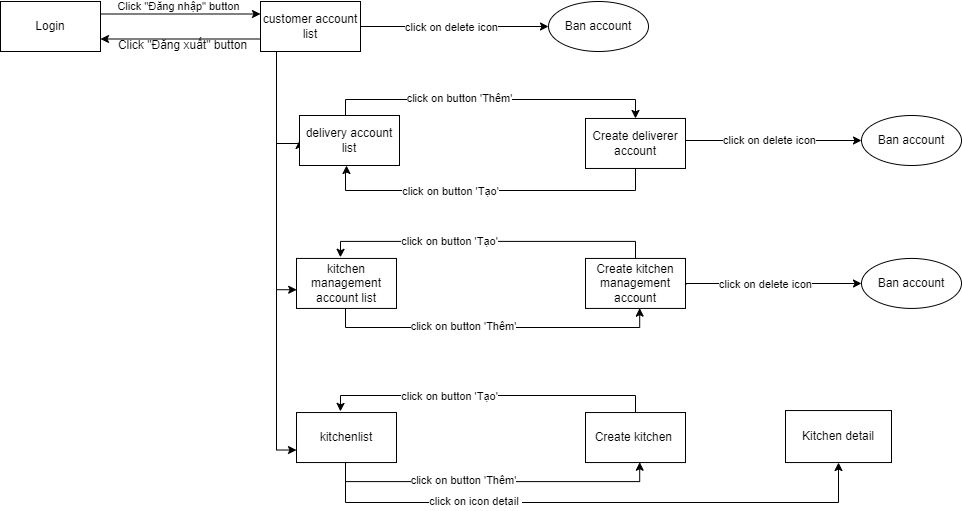 Login
Click "Đăng nhập" button
Click "Đăng xuất" button
customer account
list
click on delete icon
Ban account
delivery account
list
click on button 'Thêm'
click on button 'Tạo'
Create deliverer
account
click on delete icon
Ban account
kitchen
management
account list
click on button 'Tạo'
click on button 'Thêm'
Create kitchen
management
account
click on delete icon
Ban account
kitchenlist
click on button 'Tạo'
click on button 'Thêm'
click on icon detail
Create kitchen
Kitchen detail